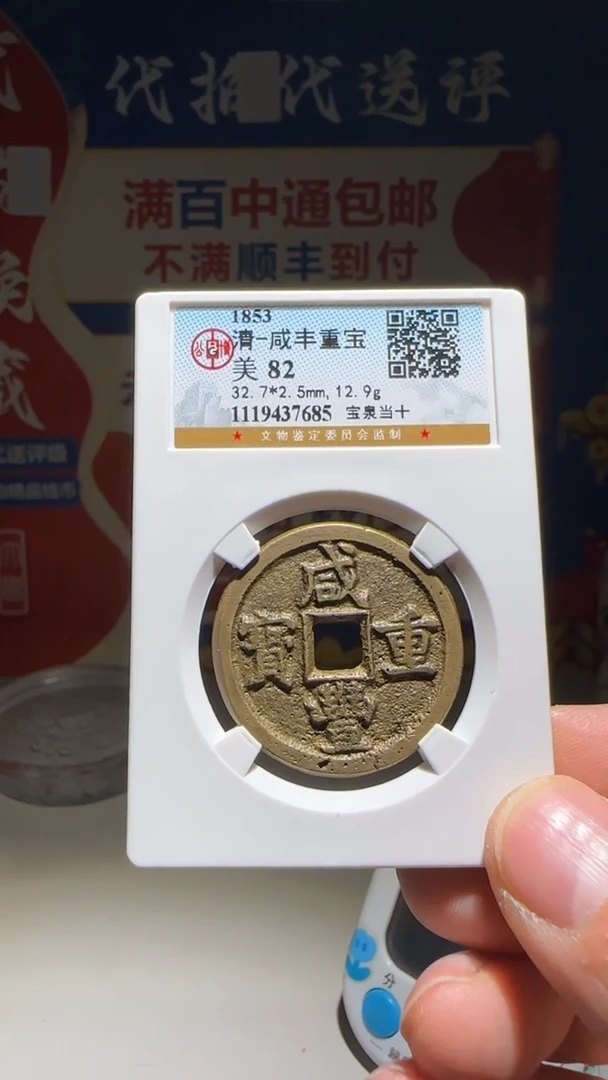 代拍代送评
满百中通包邮
不满顺丰到付
1853
清-咸丰重宝
美 82
32.7*2.5mm, 12.9g
1119437685 宝泉当十
★ 文物鉴定委员会监制 ★
咸
寳 重
豐
分